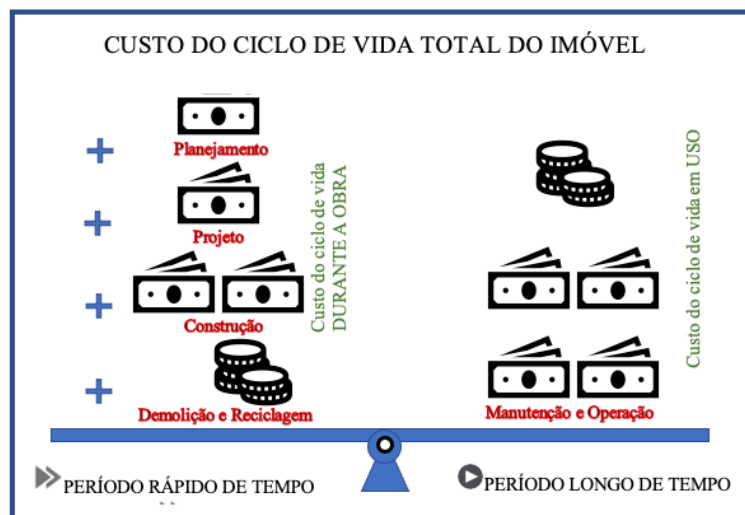 CUSTO DO CICLO DE VIDA TOTAL DO IMÓVEL
Planejamento
Projeto
Construção
Demolição e Reciclagem
Custo do ciclo de vida
DURANTE A OBRA
Manutenção e Operação
Custo do ciclo de vida em USO
PERÍODO RÁPIDO DE TEMPO
PERÍODO LONGO DE TEMPO